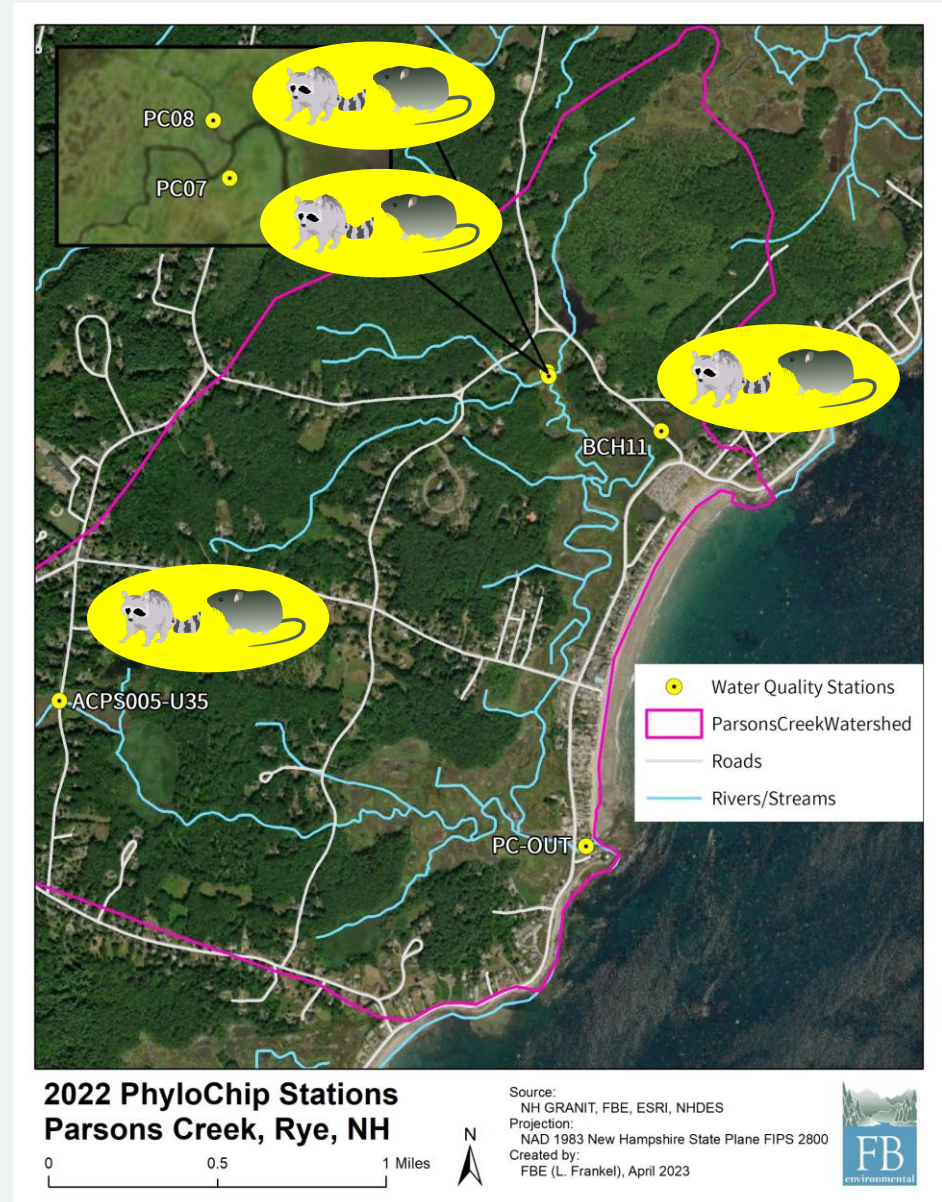 PC08
PC07
BCH11
ACPS005-U35
PC-OUT
Water Quality Stations
ParsonsCreekWatershed
Roads
Rivers/Streams
2022 PhyloChip Stations
Parsons Creek, Rye, NH
0 0.5 1 Miles
N
Source:
NH GRANIT, FBE, ESRI, NHDES
Projection:
NAD 1983 New Hampshire State Plane FIPS 2800
Created by:
FBE (L. Frankel), April 2023
FB
environmental